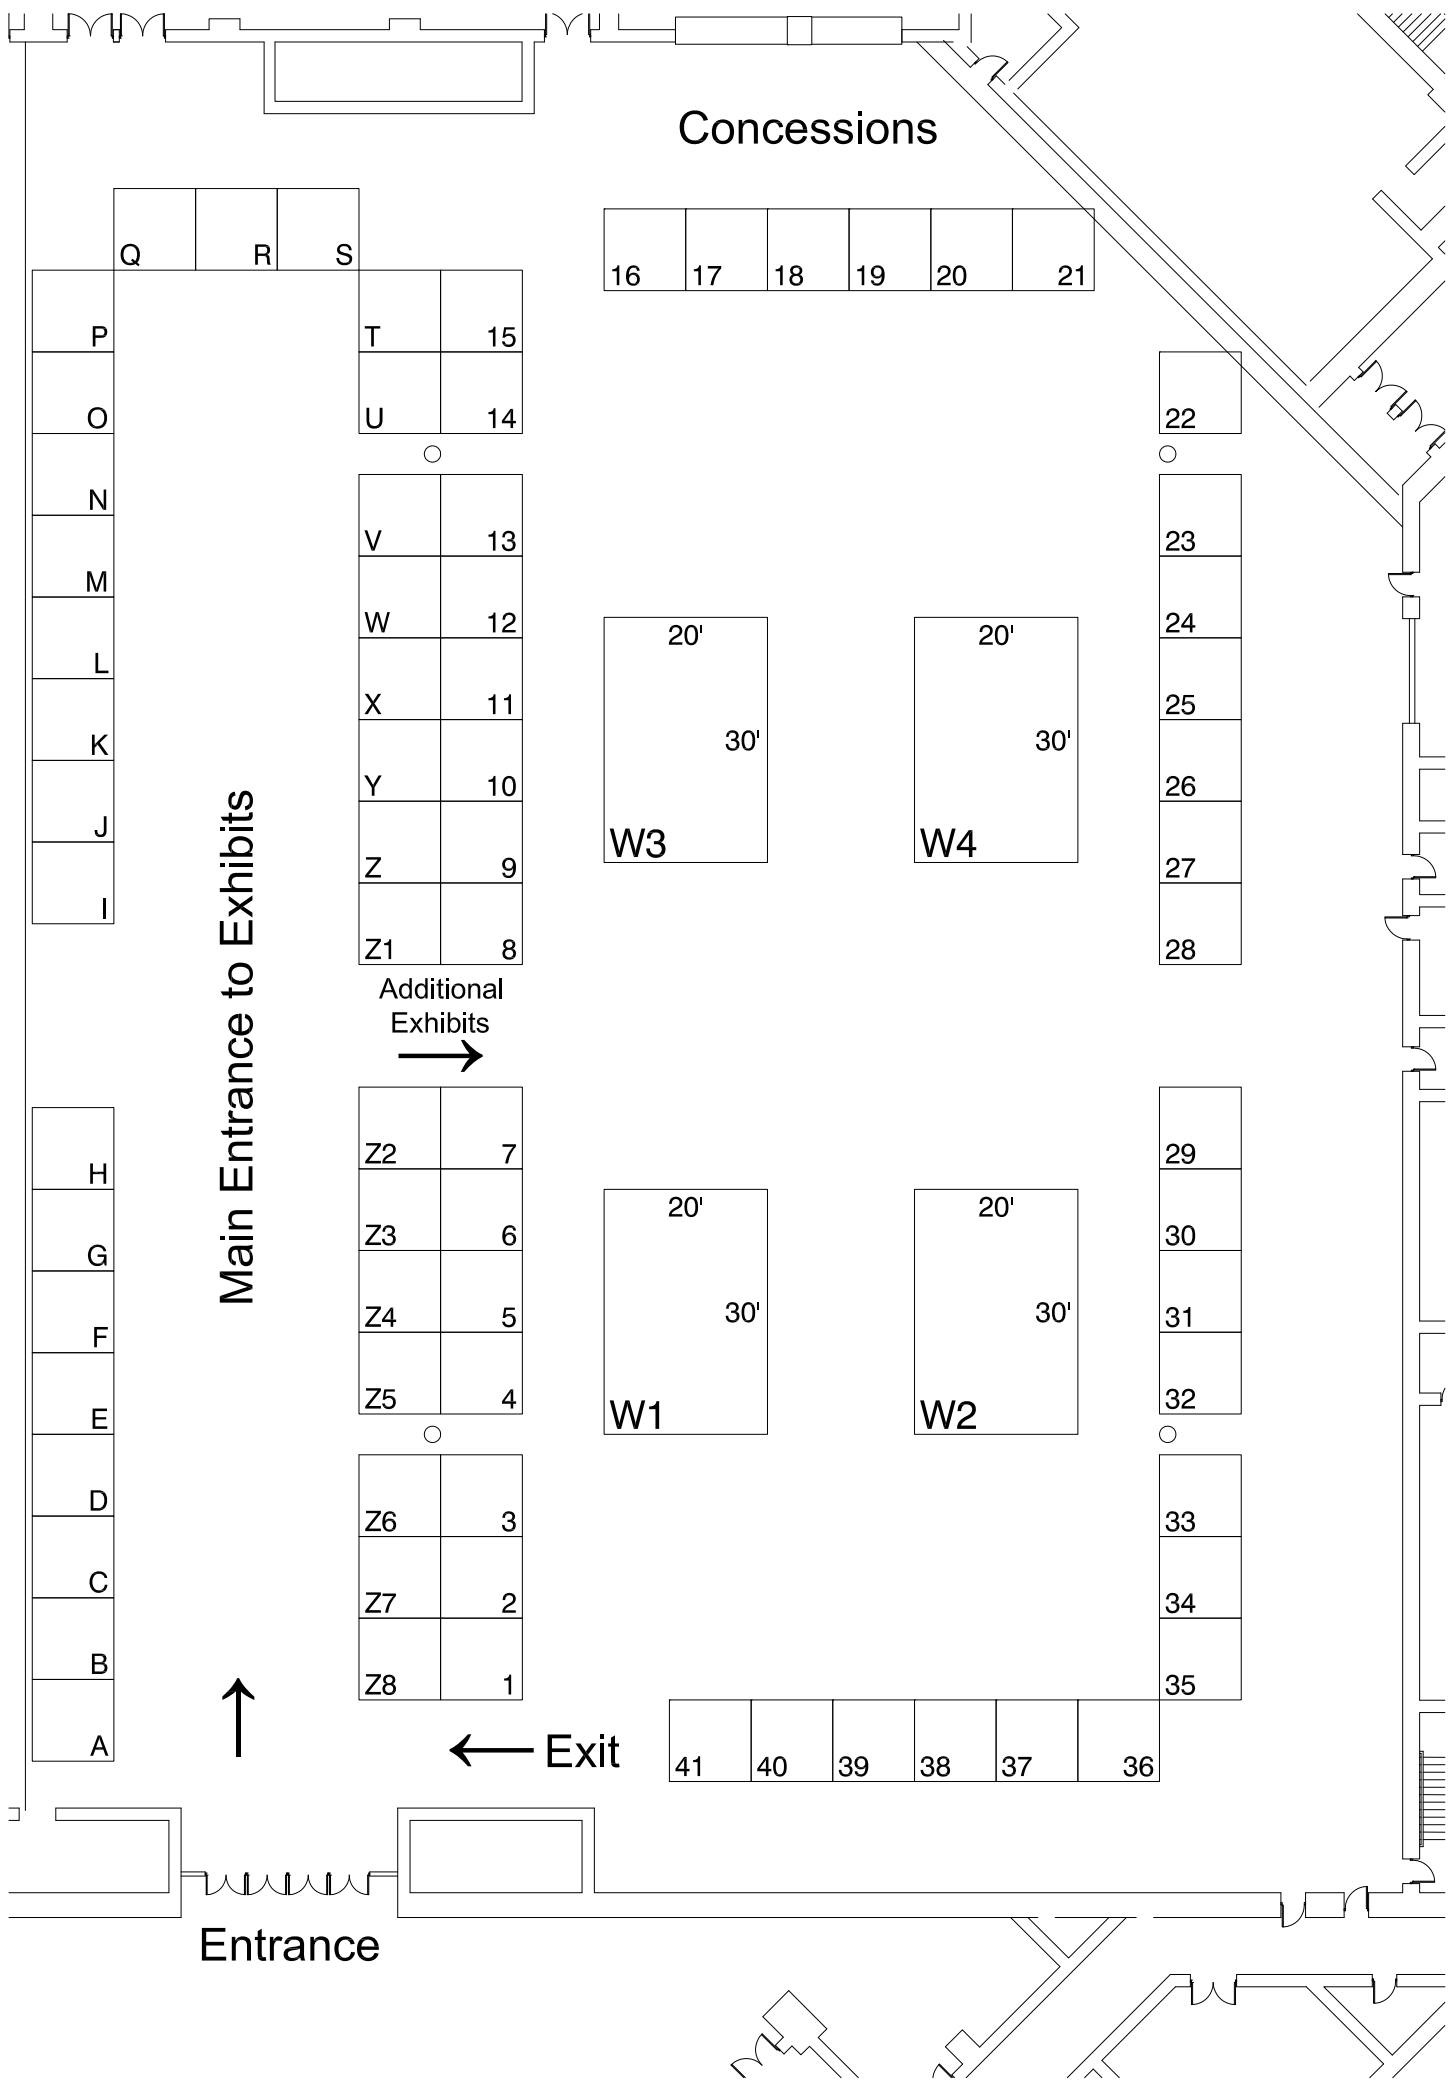 Concessions
Q R S
16 17 18 19 20 21
P T 15
O U 14 22
N V 13 23
M W 12 24
20' 20'
L X 11 25
30' 30'
K Y 10 26
J Z 9 W3 W4 27
I Z1 8 28
Main Entrance to Exhibits
Additional
Exhibits
H Z2 7 29
20' 20'
G Z3 6 30
30' 30'
F Z4 5 31
E Z5 4 W1 W2 32
D Z6 3 33
C Z7 2 34
B Z8 1 35
A
Exit
41 40 39 38 37 36
Entrance